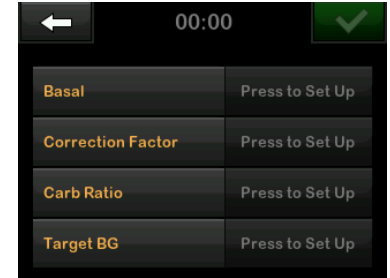 00:00
Basal Press to Set Up
Correction Factor Press to Set Up
Carb Ratio Press to Set Up
Target BG Press to Set Up